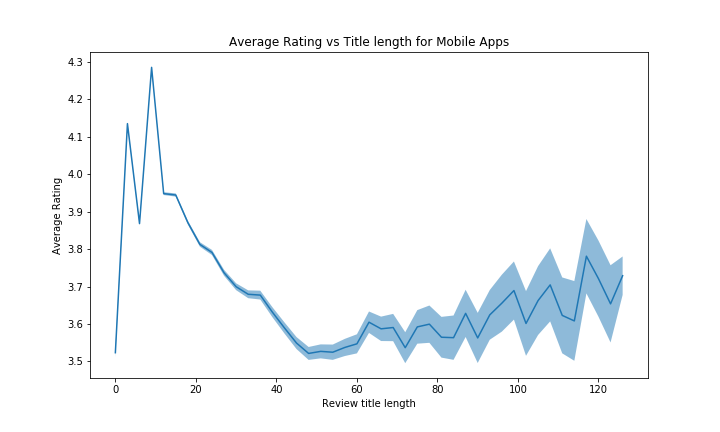 Average Rating vs Title length for Mobile Apps
4.3
4.2
4.1
4.0
3.9
3.8
3.7
3.6
3.5
Average Rating
0 20 40 60 80 100 120
Review title length